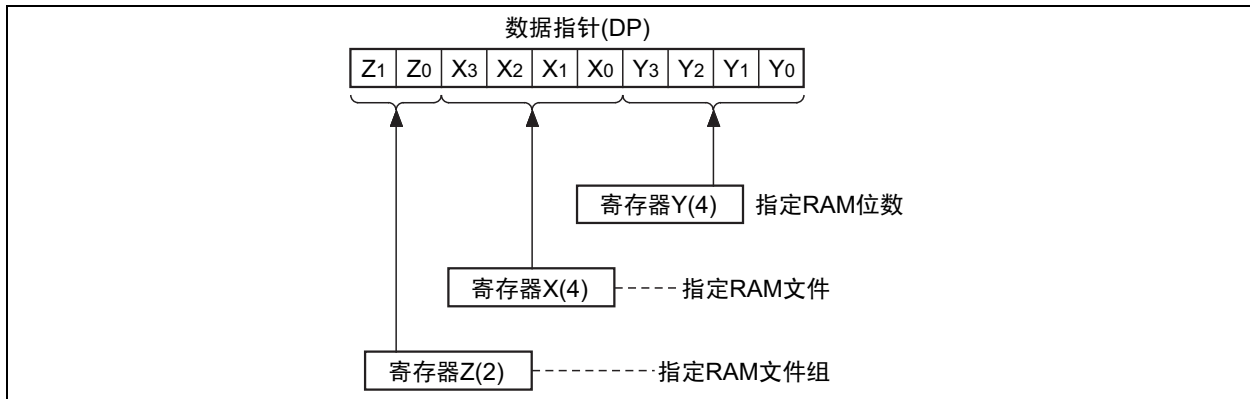 数据指针(DP)
Z1 Z0 X3 X2 X1 X0 Y3 Y2 Y1 Y0
寄存器Y(4) 指定RAM位数
寄存器X(4) 指定RAM文件
寄存器Z(2) 指定RAM文件组